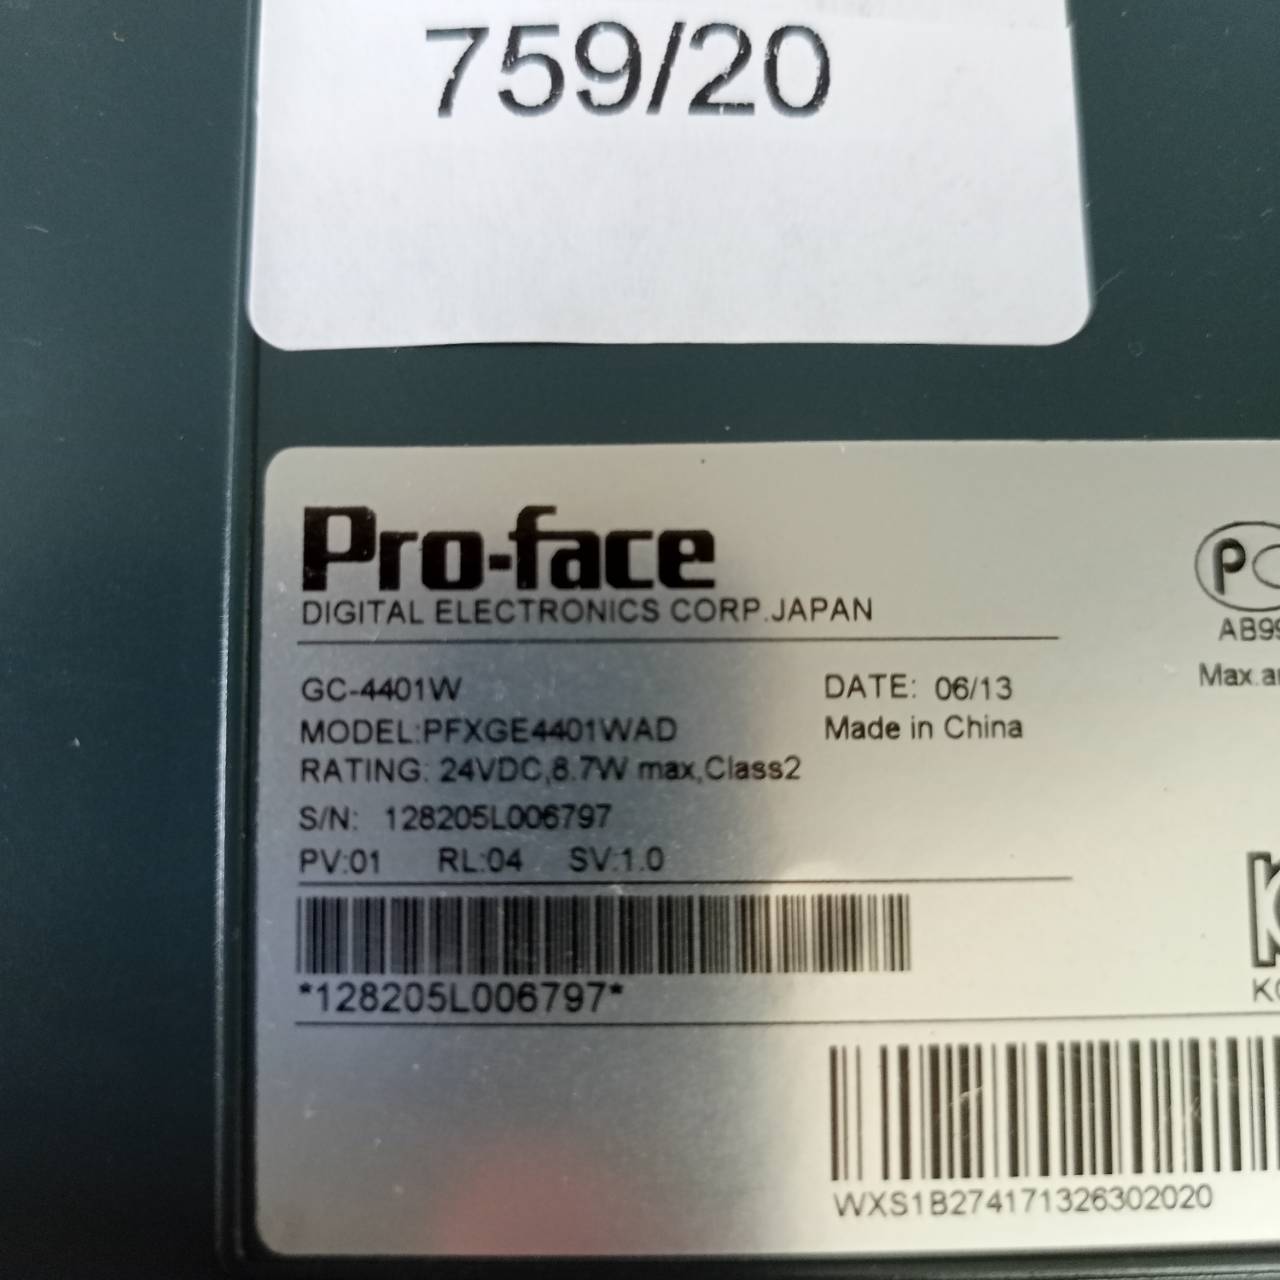 759/20
Pro-face
DIGITAL ELECTRONICS CORP.JAPAN
GC-4401W
DATE: 06/13
MODEL:PFXGE4401WAD
Made in China
RATING: 24VDC,8.7W max,Class2
S/N: 128205L006797
PV:01 RL:04 SV:1.0
*128205L006797*
AB99
Max.a
WXS1B274171326302020